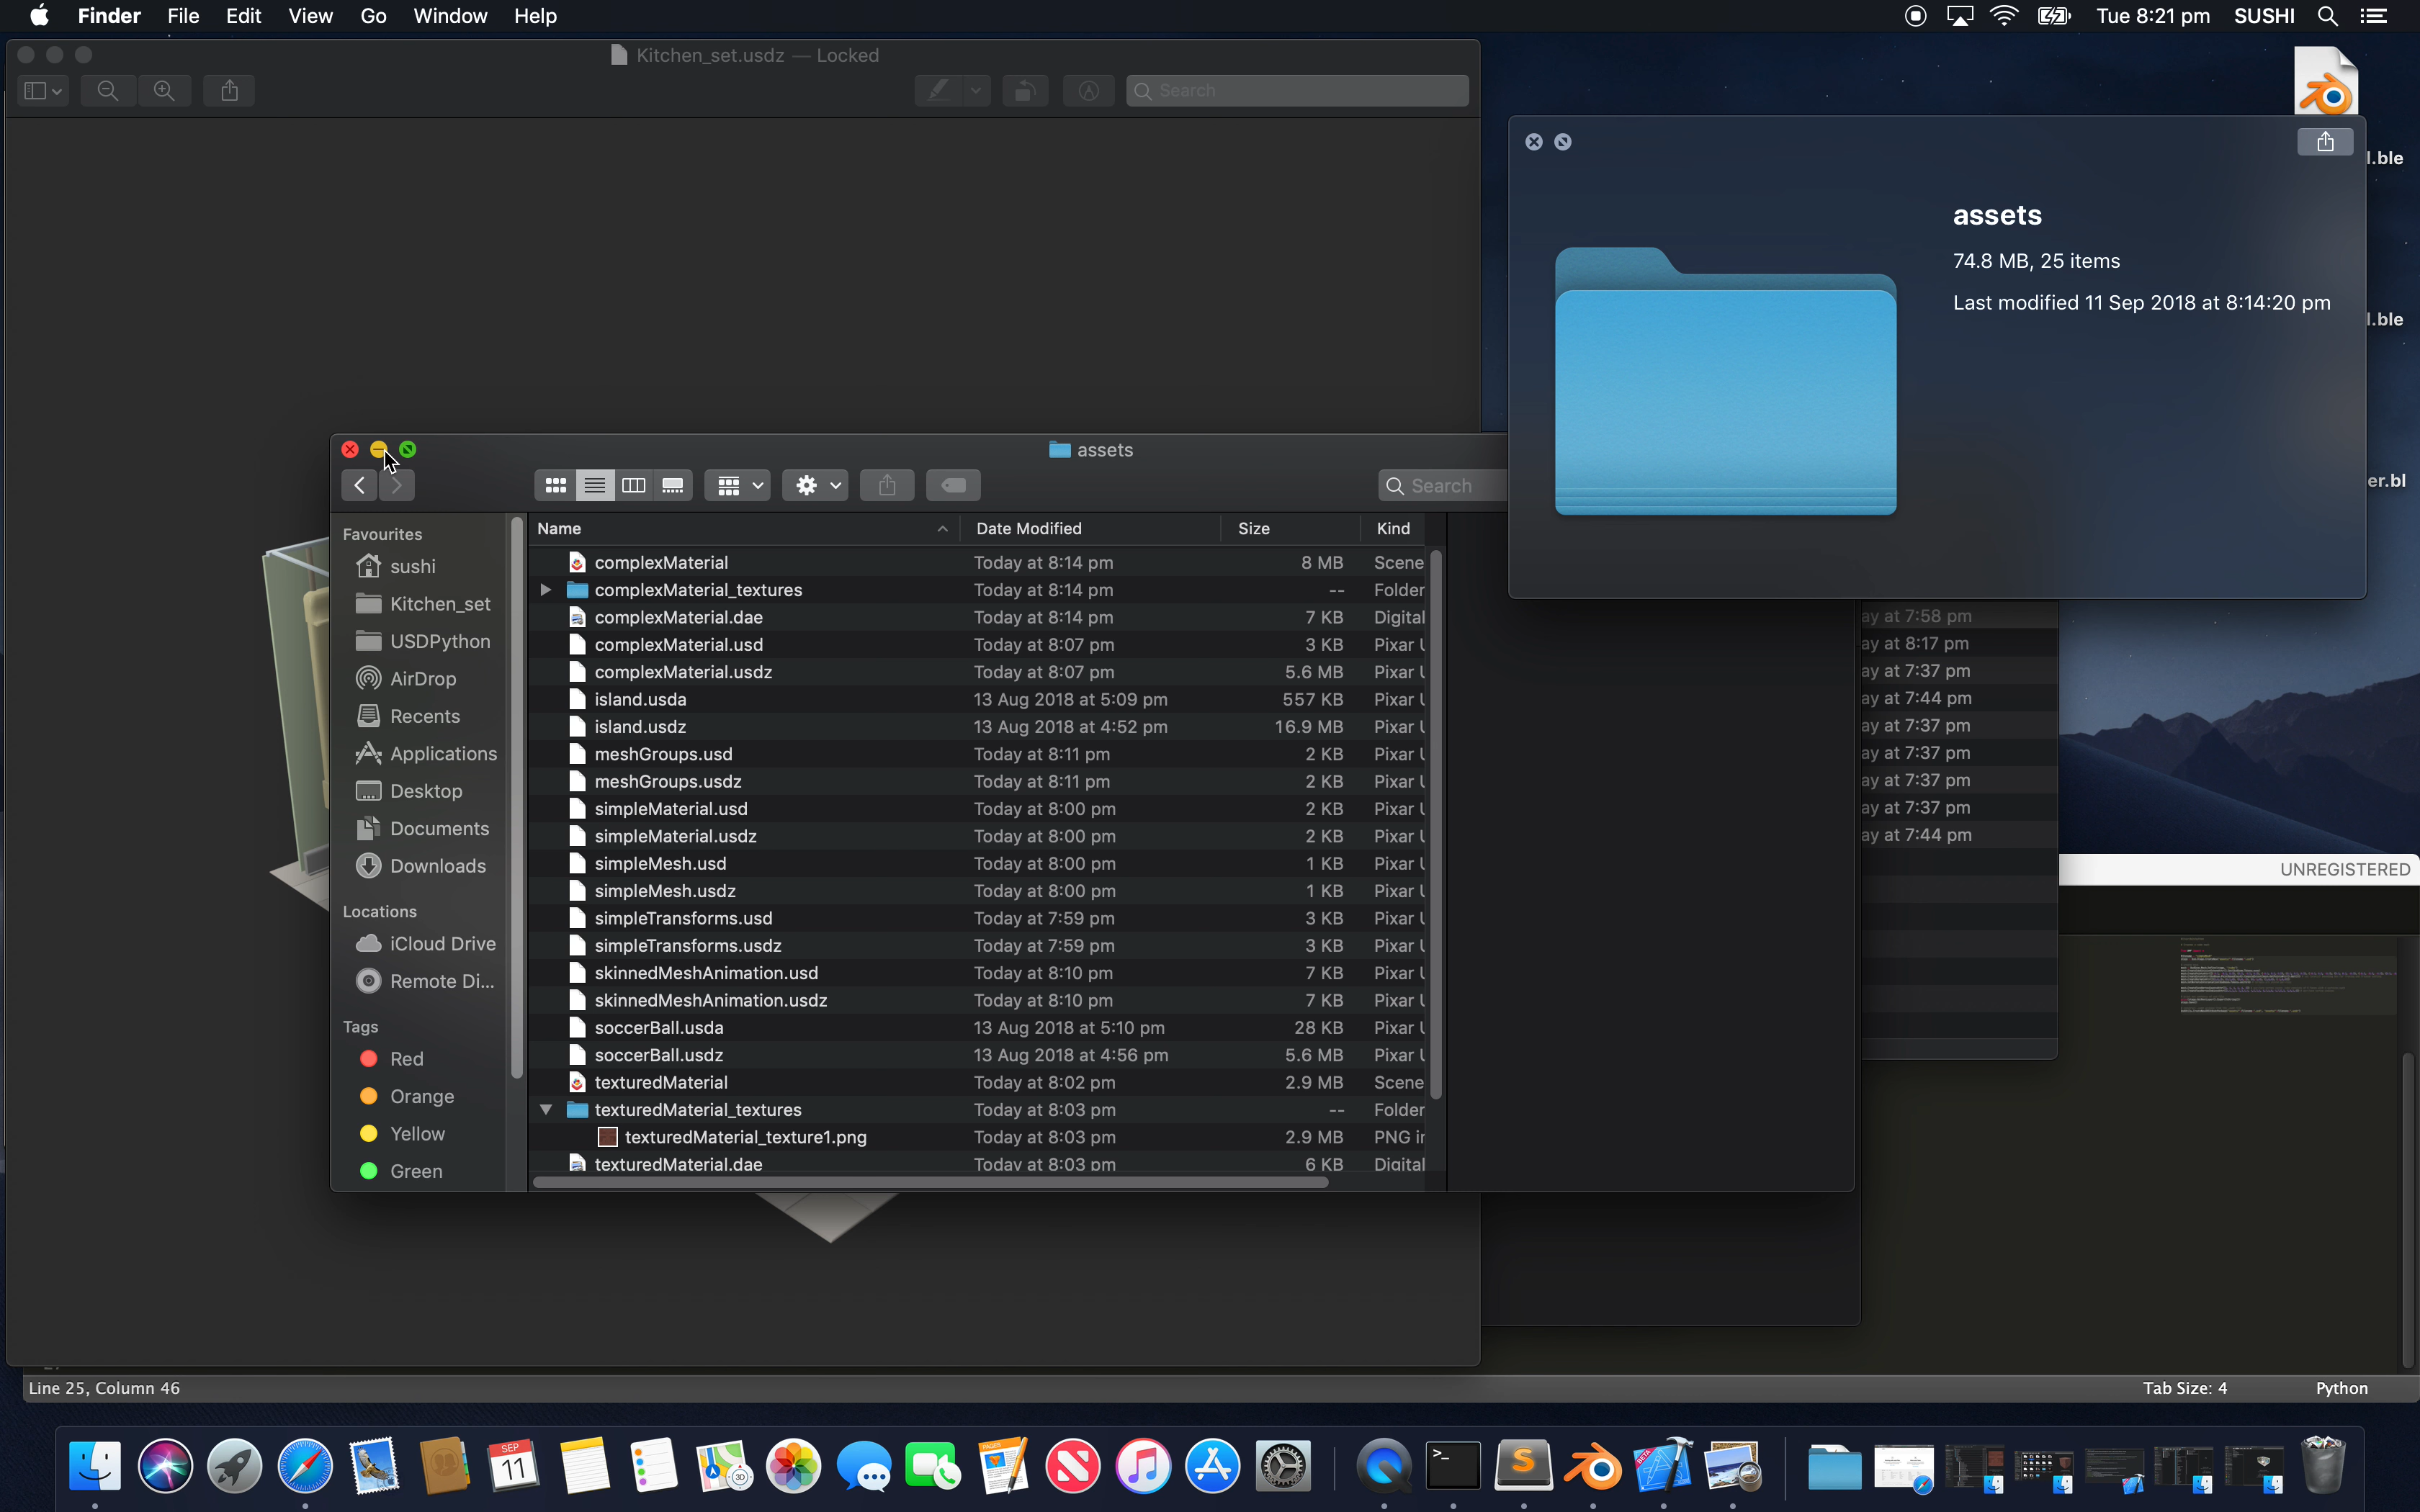 Finder File Edit View Go Window Help Tue 8:21 pm SUSHI
Kitchen_set.usdz — Locked
Search
l.ble
assets
74.8 MB, 25 items
Last modified 11 Sep 2018 at 8:14:20 pm
l.ble
er.bl
assets
Search
Favourites
sushi
Kitchen_set
USDPython
AirDrop
Recents
Applications
Desktop
Documents
Downloads
Locations
iCloud Drive
Remote Di...
Tags
Red
Orange
Yellow
Green
Name Date Modified Size Kind
complexMaterial Today at 8:14 pm 8 MB Scene
complexMaterial_textures Today at 8:14 pm -- Folder
complexMaterial.dae Today at 8:14 pm 7 KB Digital
complexMaterial.usd Today at 8:07 pm 3 KB Pixar
complexMaterial.usdz Today at 8:07 pm 5.6 MB Pixar
island.usda 13 Aug 2018 at 5:09 pm 557 KB Pixar
island.usdz 13 Aug 2018 at 4:52 pm 16.9 MB Pixar
meshGroups.usd Today at 8:11 pm 2 KB Pixar
meshGroups.usdz Today at 8:11 pm 2 KB Pixar
simpleMaterial.usd Today at 8:00 pm 2 KB Pixar
simpleMaterial.usdz Today at 8:00 pm 2 KB Pixar
simpleMesh.usd Today at 8:00 pm 1 KB Pixar
simpleMesh.usdz Today at 8:00 pm 1 KB Pixar
simpleTransforms.usd Today at 7:59 pm 3 KB Pixar
simpleTransforms.usdz Today at 7:59 pm 3 KB Pixar
skinnedMeshAnimation.usd Today at 8:10 pm 7 KB Pixar
skinnedMeshAnimation.usdz Today at 8:10 pm 7 KB Pixar
soccerBall.usda 13 Aug 2018 at 5:10 pm 28 KB Pixar
soccerBall.usdz 13 Aug 2018 at 4:56 pm 5.6 MB Pixar
texturedMaterial Today at 8:02 pm 2.9 MB Scene
texturedMaterial_textures Today at 8:03 pm -- Folder
texturedMaterial_texture1.png Today at 8:03 pm 2.9 MB PNG
texturedMaterial.dae Today at 8:03 pm 6 KB Digital
ay at 7:58 pm
ay at 8:17 pm
ay at 7:37 pm
ay at 7:44 pm
ay at 7:37 pm
ay at 7:37 pm
ay at 7:37 pm
ay at 7:37 pm
ay at 7:44 pm
UNREGISTERED
Line 25, Column 46 Tab Size: 4 Python
SEP
11
PAGES
3D
BETA